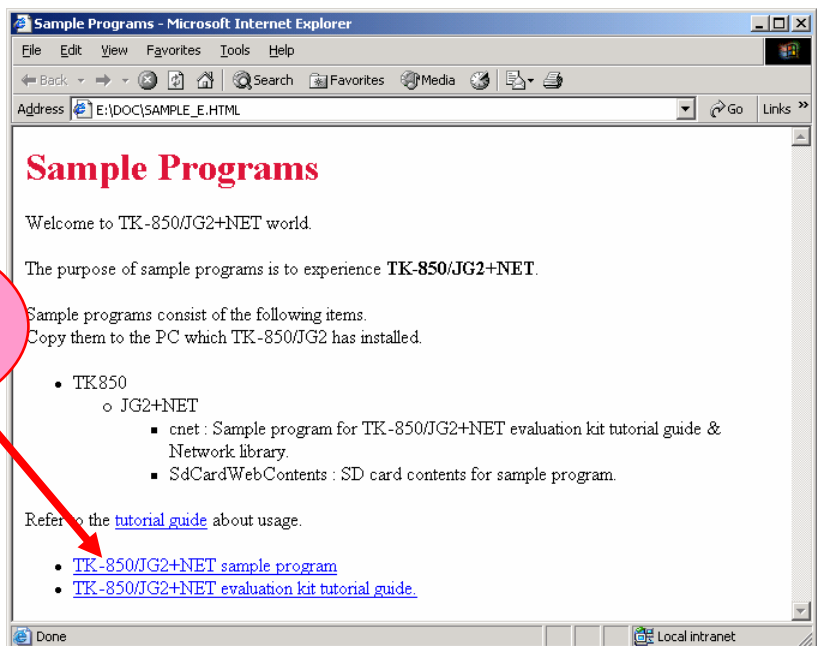 Sample Programs - Microsoft Internet Explorer
File Edit View Favorites Tools Help
Back Search Favorites Media
Address E:\DOC\SAMPLE_E.HTML Go Links »
Sample Programs
Welcome to TK-850/JG2+NET world.
The purpose of sample programs is to experience TK-850/JG2+NET.
Sample programs consist of the following items.
Copy them to the PC which TK-850/JG2 has installed.
• TK850
o JG2+NET
▪ cnet : Sample program for TK-850/JG2+NET evaluation kit tutorial guide &
Network library.
▪ SdCardWebContents : SD card contents for sample program.
Refer to the tutorial guide about usage.
• TK-850/JG2+NET sample program
• TK-850/JG2+NET evaluation kit tutorial guide.
Done Local intranet